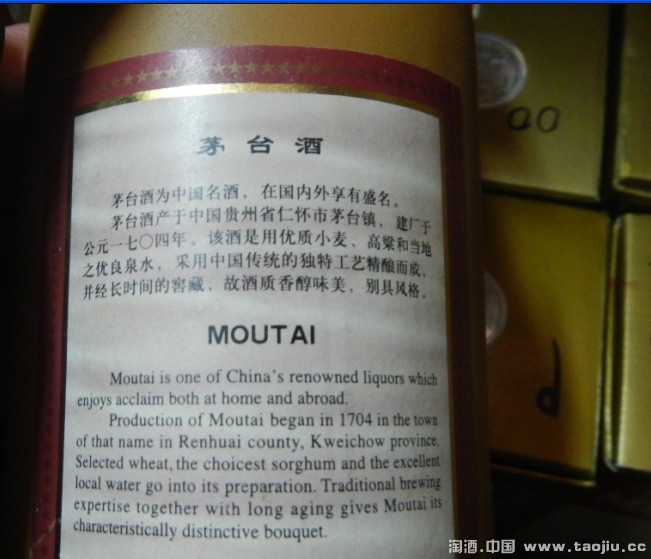 茅台酒
茅台酒为中国名酒，在国内外享有盛名。
茅台酒产于中国贵州省仁怀市茅台镇，建厂于
公元一七〇四年。该酒是用优质小麦、高粱和当地
之优良泉水，采用中国传统的独特工艺精酿而成，
并经长时间的窖藏，故酒质香醇味美，别具风格。
MOUTAI
Moutai is one of China's renowned liquors which
enjoys acclaim both at home and abroad.
Production of Moutai began in 1704 in the town
of that name in Renhuai county, Kweichow province.
Selected wheat, the choicest sorghum and the excellent
local water go into its preparation. Traditional brewing
expertise together with long aging gives Moutai its
characteristically distinctive bouquet.
ao
d
淘酒.中国 www.taojiu.cc